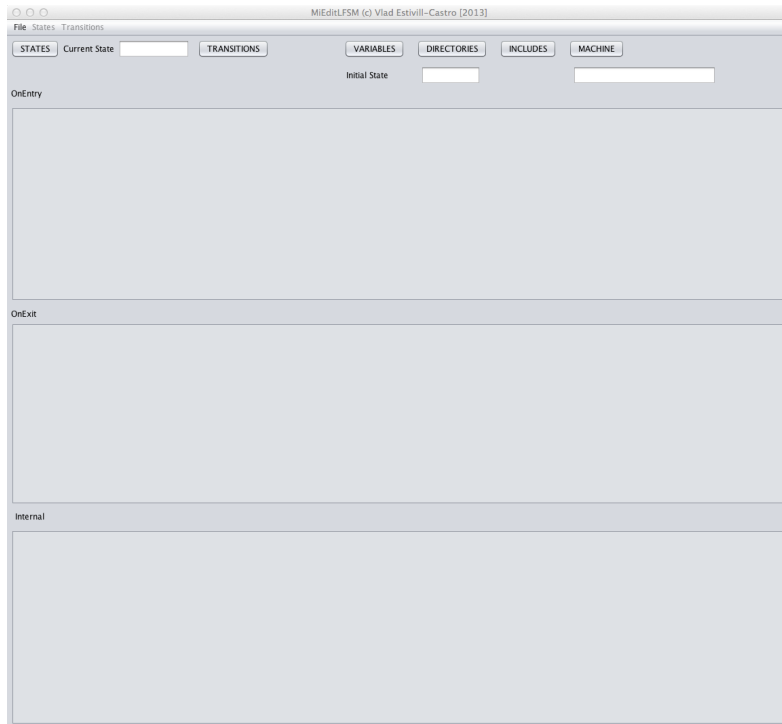 MiEditLFSM (c) Vlad Estivill-Castro [2013]
File States Transitions
STATES Current State TRANSITIONS VARIABLES DIRECTORIES INCLUDES MACHINE
Initial State
OnEntry
OnExit
Internal